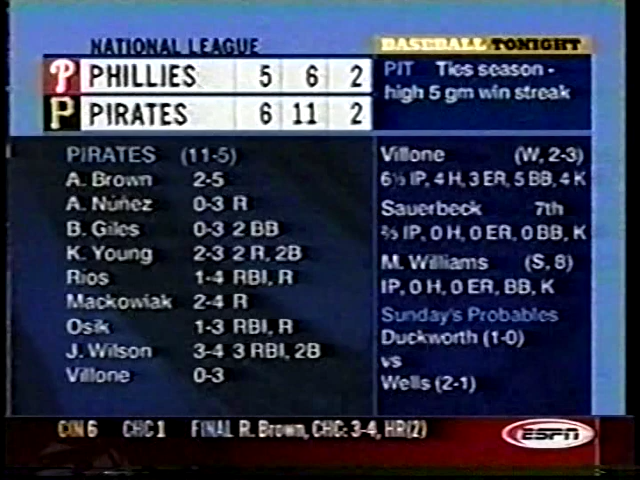 NATIONAL LEAGUE
BASEBALL TONIGHT
P PHILLIES 5 6 2
P PIRATES 6 11 2
PIT Ties season-
high 5 gm win streak
PIRATES (11-5)
A. Brown 2-5
A. Núñez 0-3 R
B. Giles 0-3 2 BB
K. Young 2-3 2 R, 2B
Rios 1-4 RBI, R
Mackowiak 2-4 R
Osik 1-3 RBI, R
J. Wilson 3-4 3 RBI, 2B
Villone 0-3
Villone (W, 2-3)
6⅓ IP, 4 H, 3 ER, 5 BB, 4 K
Sauerbeck 7th
⅔ IP, 0 H, 0 ER, 0 BB, K
M. Williams (S, 8)
IP, 0 H, 0 ER, BB, K
Sunday's Probables
Duckworth (1-0)
vs
Wells (2-1)
CIN 6 CHC 1 FINAL R. Brown, CHC: 3-4, HR(2)
ESPN